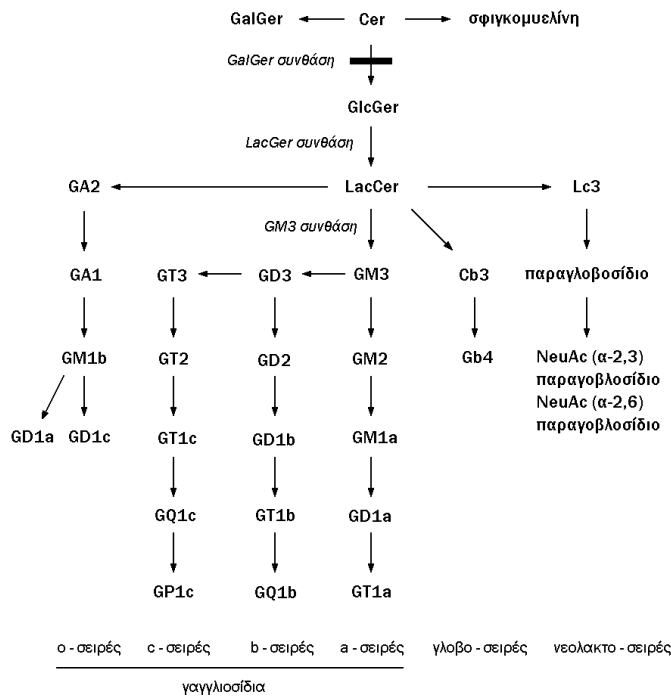 GalGer Cer σφιγκομυελίνη
GalGer συνθάση
GlcGer
LacGer συνθάση
GA2 LacCer Lc3
GM3 συνθάση
GA1 GT3 GD3 GM3 Cb3 παραγλοβοσίδιο
GM1b GT2 GD2 GM2 Gb4 NeuAc (α-2,3)
παραγοβλοσίδιο
NeuAc (α-2,6)
παραγοβλοσίδιο
GD1a GD1c GT1c GD1b GM1a
GQ1c GT1b GD1a
GP1c GQ1b GT1a
ο - σειρές c - σειρές b - σειρές a - σειρές γλοβο - σειρές νεολακτο - σειρές
γαγγλιοσίδια